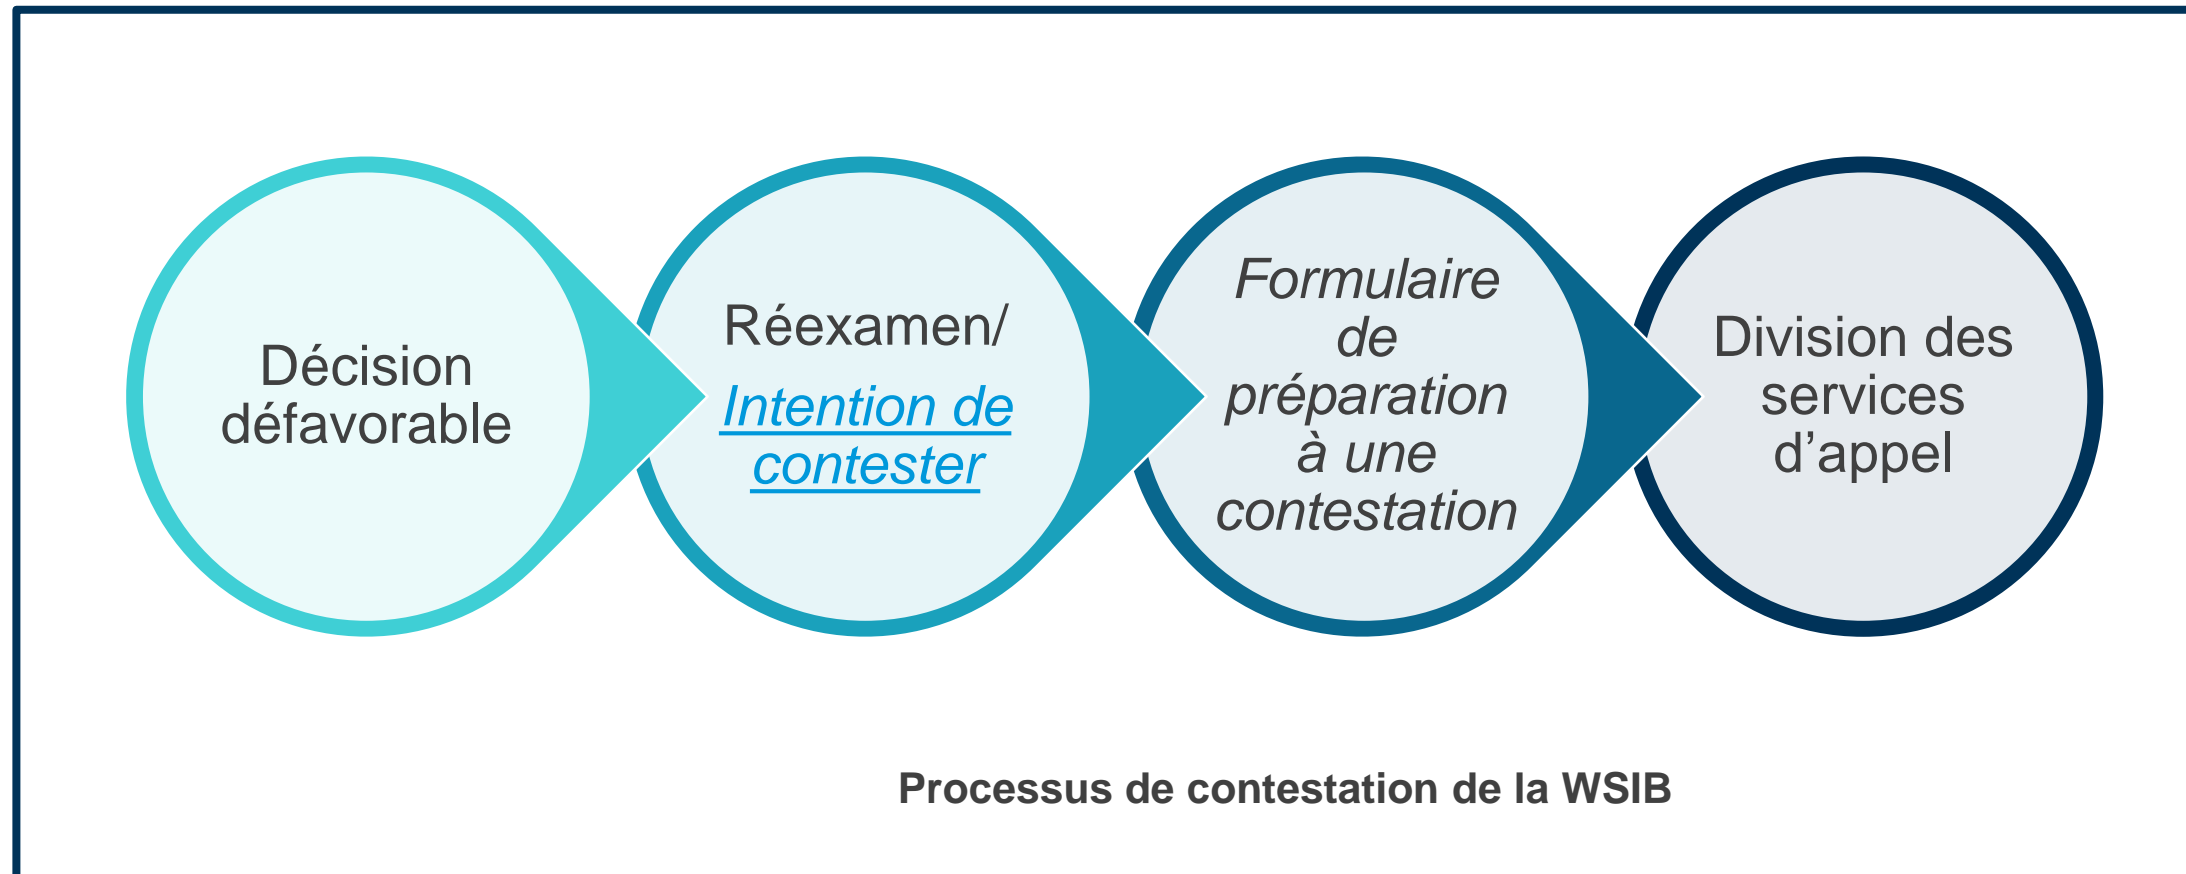 Décision
défavorable
Réexamen/
Intention de
contester
Formulaire
de
préparation
à une
contestation
Division des
services
d’appel
Processus de contestation de la WSIB